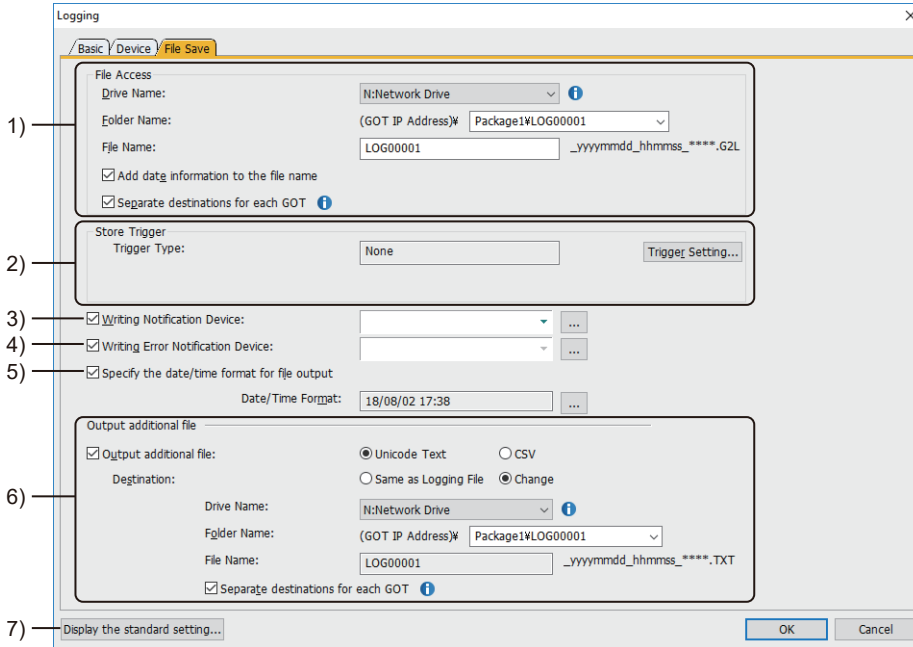 Logging
Basic Device File Save
File Access
Drive Name: N:Network Drive
1) Folder Name: (GOT IP Address)¥ Package1¥LOG00001
File Name: LOG00001 _yyyymmdd_hhmmss_****.G2L
Add date information to the file name
Separate destinations for each GOT
Store Trigger
2) Trigger Type: None Trigger Setting...
3) Writing Notification Device: ...
4) Writing Error Notification Device: ...
5) Specify the date/time format for file output
Date/Time Format: 18/08/02 17:38 ...
Output additional file
Output additional file: Unicode Text CSV
6) Destination: Same as Logging File Change
Drive Name: N:Network Drive
Folder Name: (GOT IP Address)¥ Package1¥LOG00001
File Name: LOG00001 _yyyymmdd_hhmmss_****.TXT
Separate destinations for each GOT
7) Display the standard setting... OK Cancel